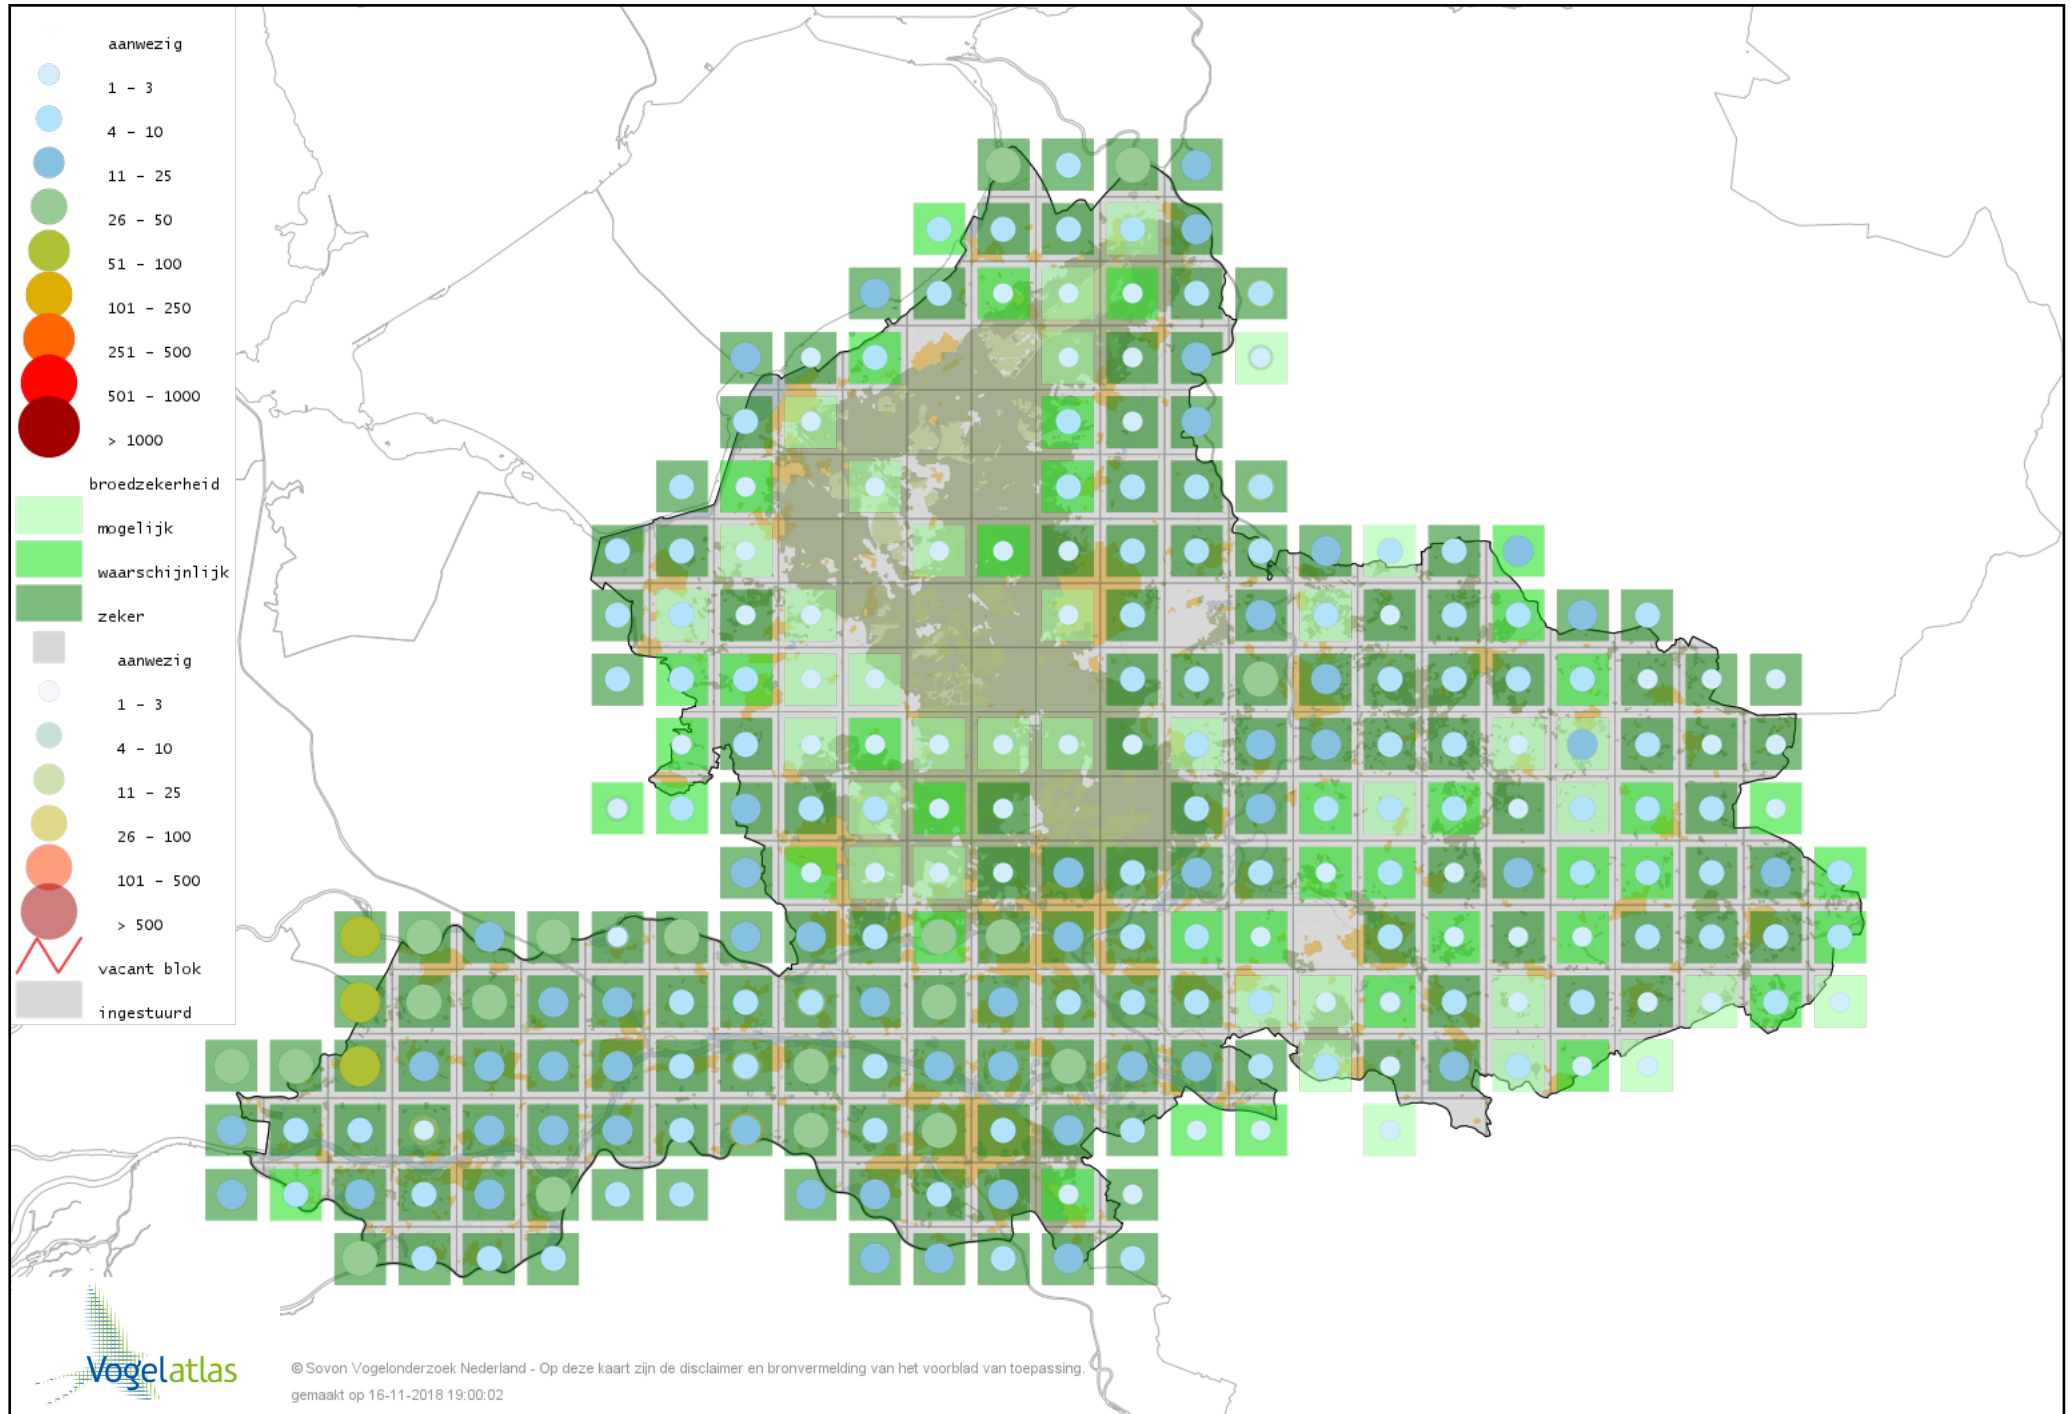 aanwezig
1 - 3
4 - 10
11 - 25
26 - 50
51 - 100
101 - 250
251 - 500
501 - 1000
> 1000
broedzekerheid
mogelijk
waarschijnlijk
zeker
aanwezig
1 - 3
4 - 10
11 - 25
26 - 100
101 - 500
> 500
vacant blok
ingestuurd
Vogelatlas
© Sovon Vogelonderzoek Nederland - Op deze kaart zijn de disclaimer en bronvermelding van het voorblad van toepassing.
gemaakt op 16-11-2018 19:00:02